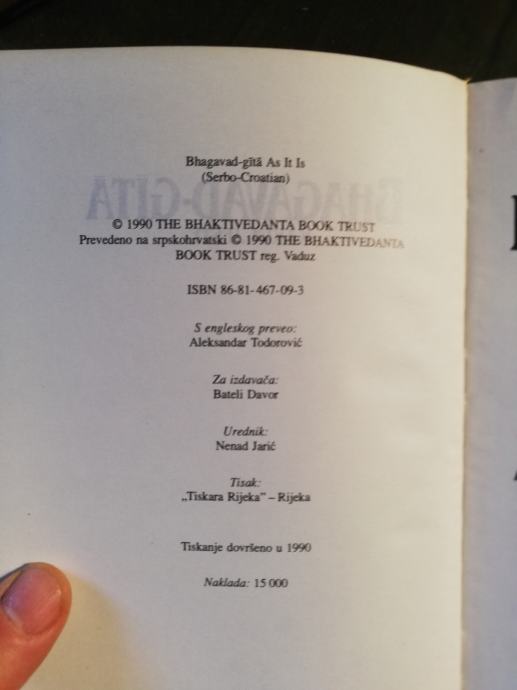 Bhagavad-gītā As It Is
(Serbo-Croatian)
© 1990 THE BHAKTIVEDANTA BOOK TRUST
Prevedeno na srpskohrvatski © 1990 THE BHAKTIVEDANTA
BOOK TRUST reg. Vaduz
ISBN 86-81-467-09-3
S engleskog preveo:
Aleksandar Todorović
Za izdavača:
Bateli Davor
Urednik:
Nenad Jarić
Tisak:
„Tiskara Rijeka” – Rijeka
Tiskanje dovršeno u 1990
Naklada: 15 000